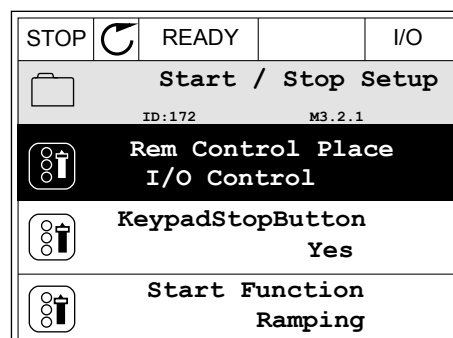 STOP READY I/O
Start / Stop Setup
ID:172 M3.2.1
Rem Control Place
I/O Control
KeypadStopButton
Yes
Start Function
Ramping